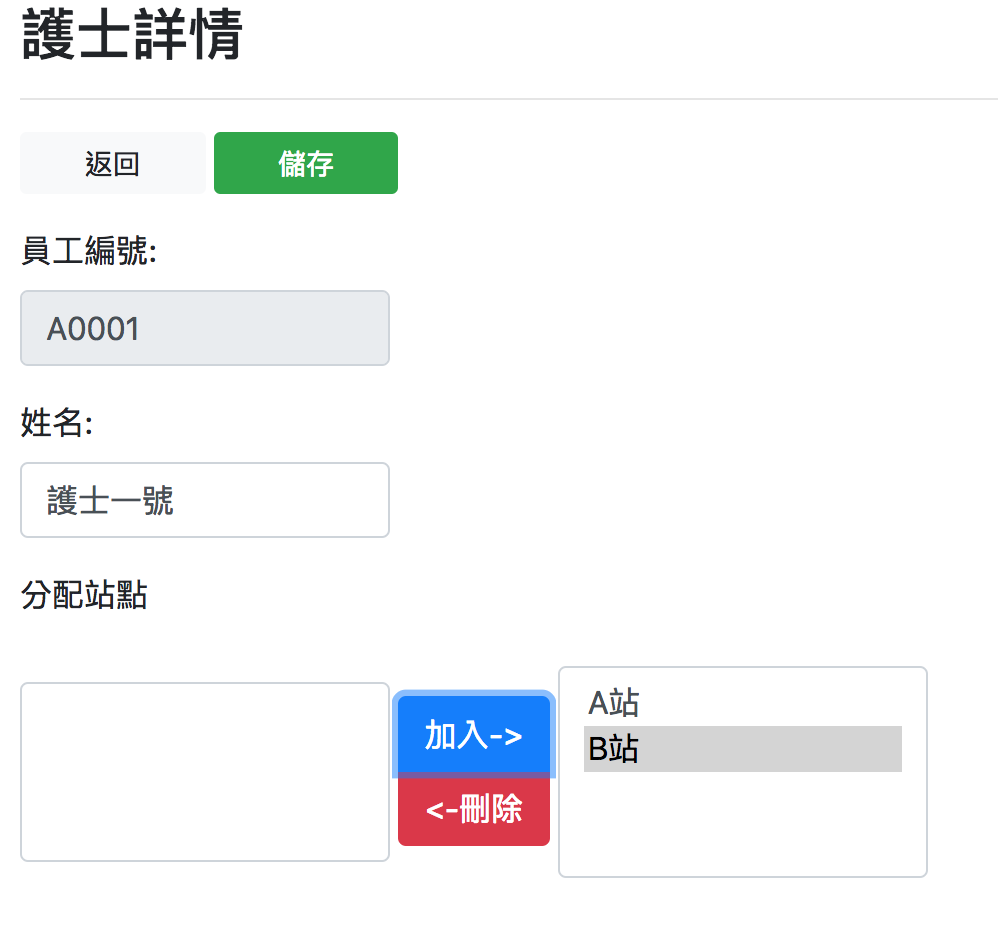 護士詳情
返回
儲存
員工編號:
A0001
姓名:
護士一號
分配站點
加入->
<-刪除
A站
B站